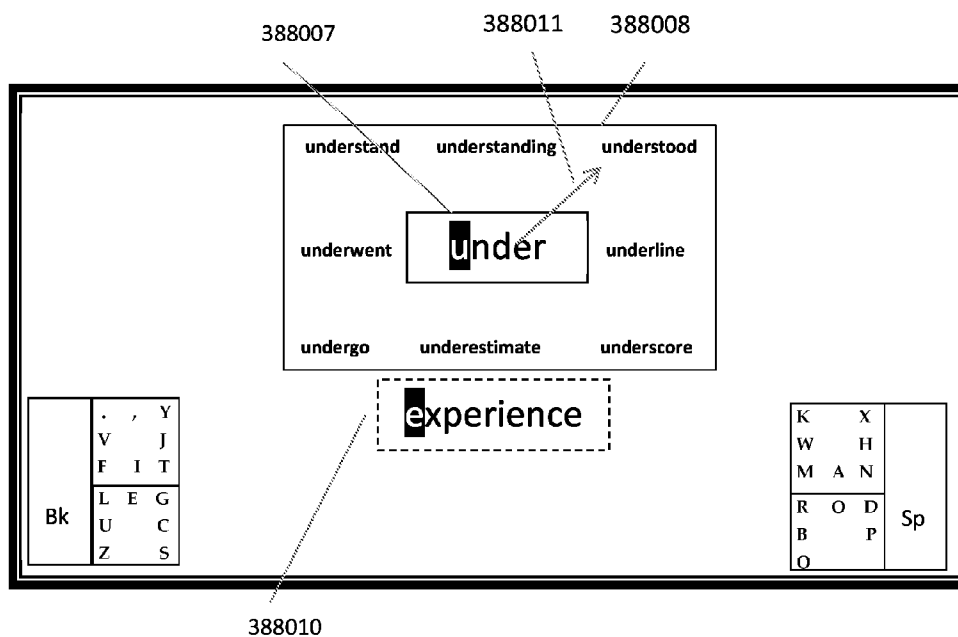 388007 388011 388008
understand understanding understood
underwent under underline
undergo underestimate underscore
experience
. , Y
V J
F I T
Bk
L E G
U C
Z S
K X
W H
M A N
R O D
B P
Q
Sp
388010